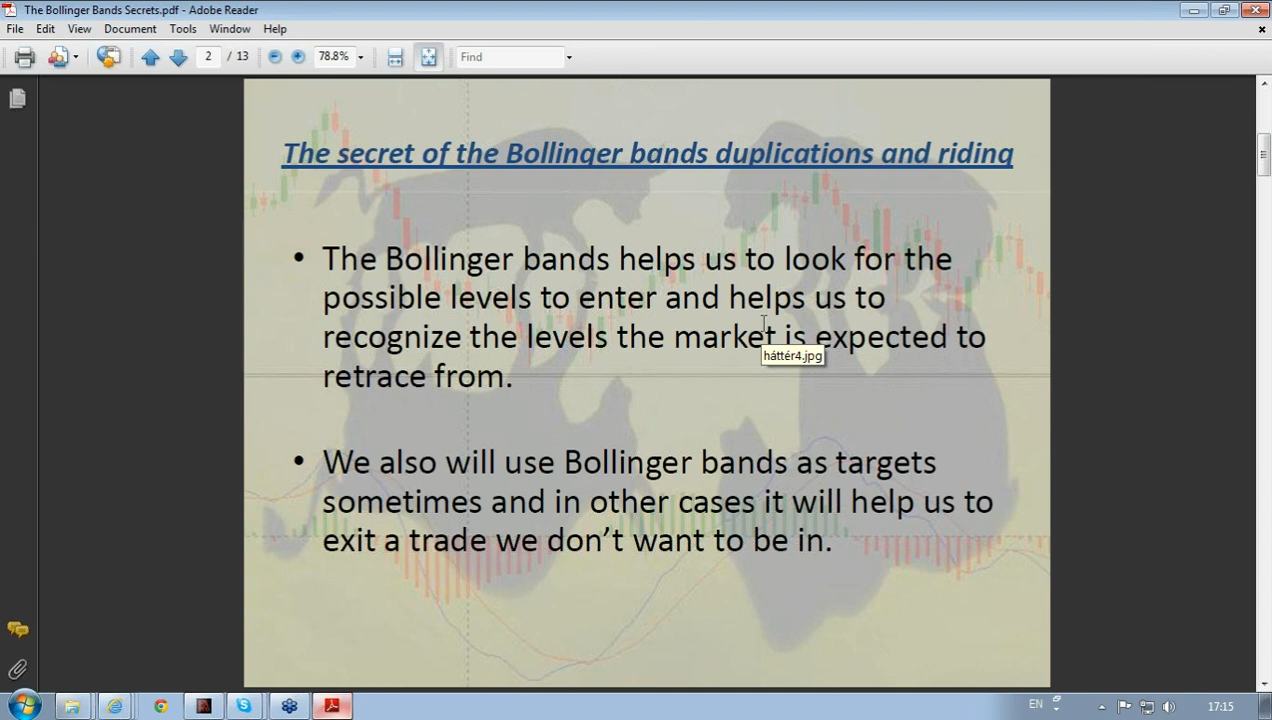 The Bollinger Bands Secrets.pdf - Adobe Reader
File Edit View Document Tools Window Help
2 / 13 78.8% Find
The secret of the Bollinger bands duplications and riding
• The Bollinger bands helps us to look for the
possible levels to enter and helps us to
recognize the levels the market is expected to
háttér4.jpg
retrace from.
• We also will use Bollinger bands as targets
sometimes and in other cases it will help us to
exit a trade we don't want to be in.
EN 17:15